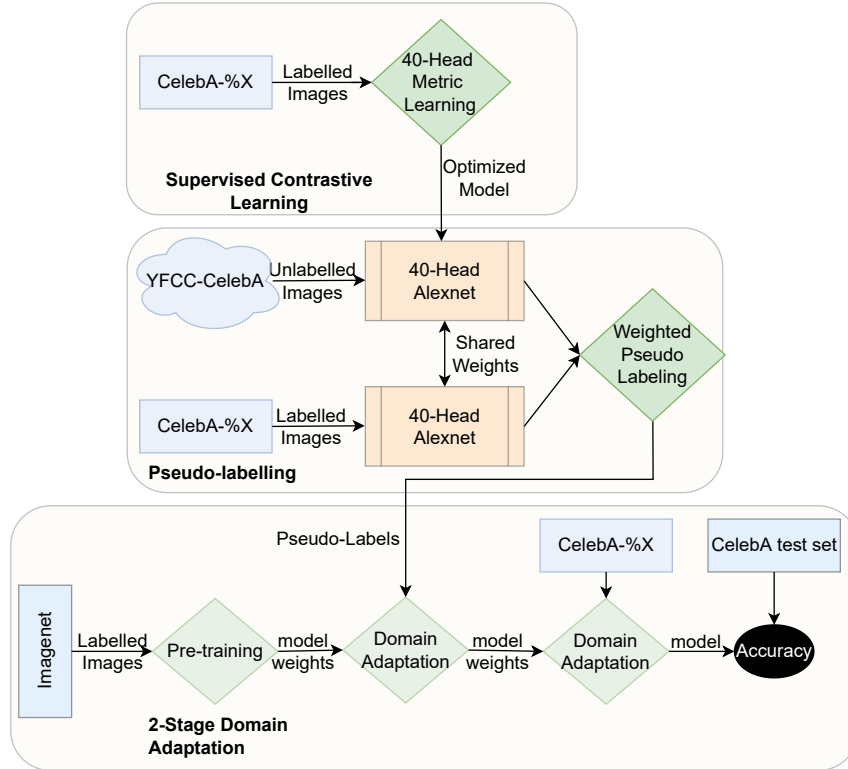 CelebA-%X
Labelled
Images
40-Head
Metric
Learning
Supervised Contrastive
Learning
Optimized
Model
YFCC-CelebA
Unlabelled
Images
40-Head
Alexnet
Shared
Weights
Weighted
Pseudo
Labeling
CelebA-%X
Labelled
Images
40-Head
Alexnet
Pseudo-labelling
Pseudo-Labels
CelebA-%X
CelebA test set
Imagenet
Labelled
Images
Pre-training
model
weights
Domain
Adaptation
model
weights
Domain
Adaptation
model
Accuracy
2-Stage Domain
Adaptation